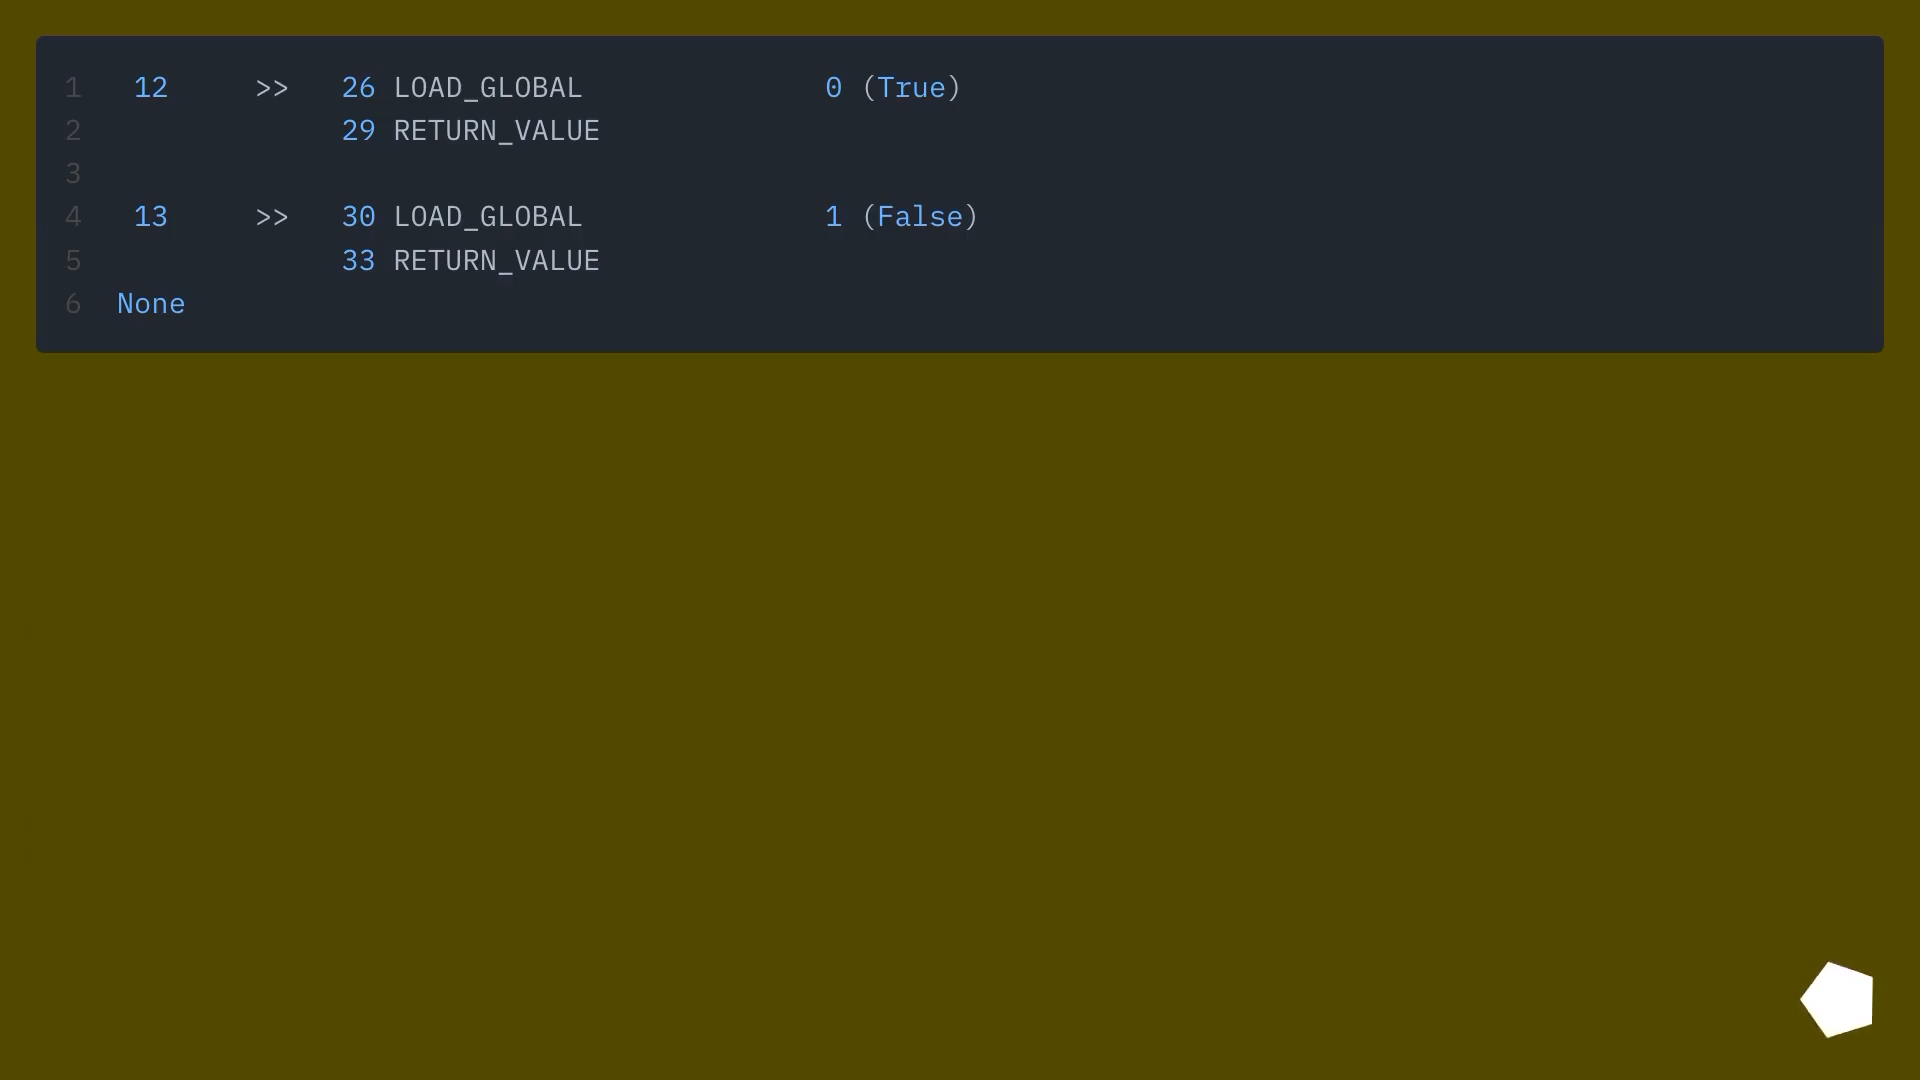 1 12 >> 26 LOAD_GLOBAL 0 (True)
2 29 RETURN_VALUE
3
4 13 >> 30 LOAD_GLOBAL 1 (False)
5 33 RETURN_VALUE
6 None